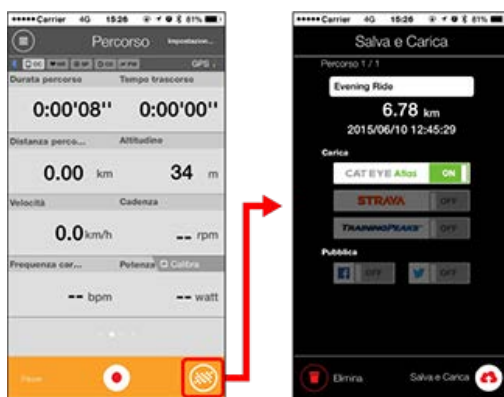 Carrier 4G 15:26 81%
Percorso
Impostazion...
GPS
Durata percorso Tempo trascorso
0:00'08" 0:00'00"
Distanza perco... Altitudine
0.00 km 34 m
Velocità Cadenza
0.0 km/h -- rpm
Frequenza car... Potenza Calibra
-- bpm -- watt
Pause
Carrier 4G 15:26 81%
Salva e Carica
Percorso 1 / 1
Evening Ride
6.78 km
2015/06/10 12:45:29
Carica
CATEYE Atlas ON
STRAVA OFF
TRAININGPEAKS OFF
Pubblica
OFF OFF
Elimina Salva e Carica